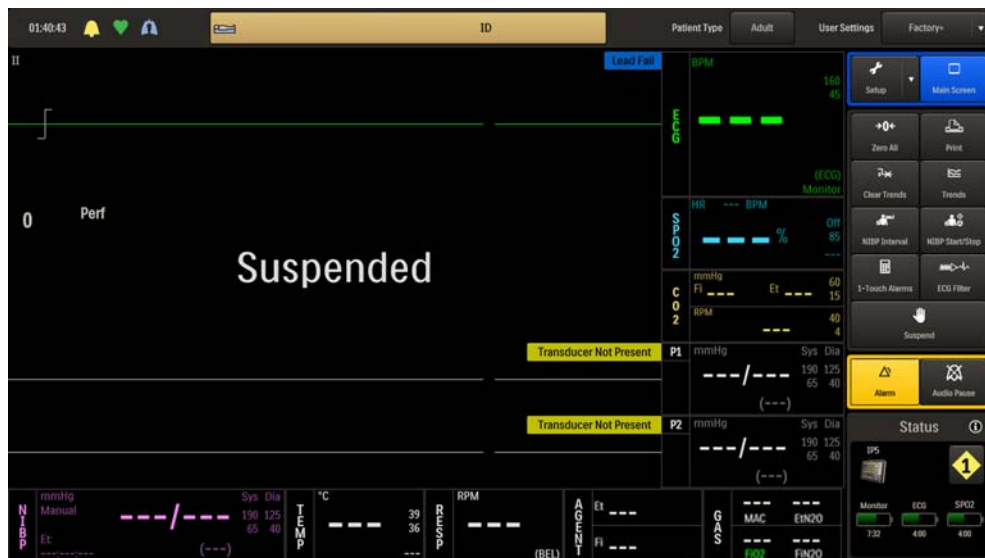 01:40:43
ID
Patient Type
Adult
User Settings
Factory+
II
Lead Fail
0
Perf
Suspended
Transducer Not Present
Transducer Not Present
ECG
BPM
160
45
---
(ECG)
Monitor
SPO2
HR --- BPM
--- %
Off
85
---
CO2
mmHg
Fi --- Et ---
60
15
RPM
---
40
4
P1
mmHg
Sys Dia
---/---
190 125
65 40
(---)
P2
mmHg
Sys Dia
---/---
190 125
65 40
(---)
NIBP
mmHg
Manual
Et:
---:---:---
---/---
Sys Dia
190 125
65 40
(---)
TEMP
°C
---
39
36
---
RESP
RPM
---
(BEL)
AGENT
Et ---
Fi ---
GAS
--- ---
MAC EtN2O
--- ---
FiO2 FiN2O
Setup
Main Screen
→0←
Zero All
Print
Clear Trends
Trends
NIBP Interval
NIBP Start/Stop
1-Touch Alarms
ECG Filter
Suspend
Alarm
Audio Pause
Status
IP5
1
Monitor
ECG
SPO2
7:32
4:00
4:00